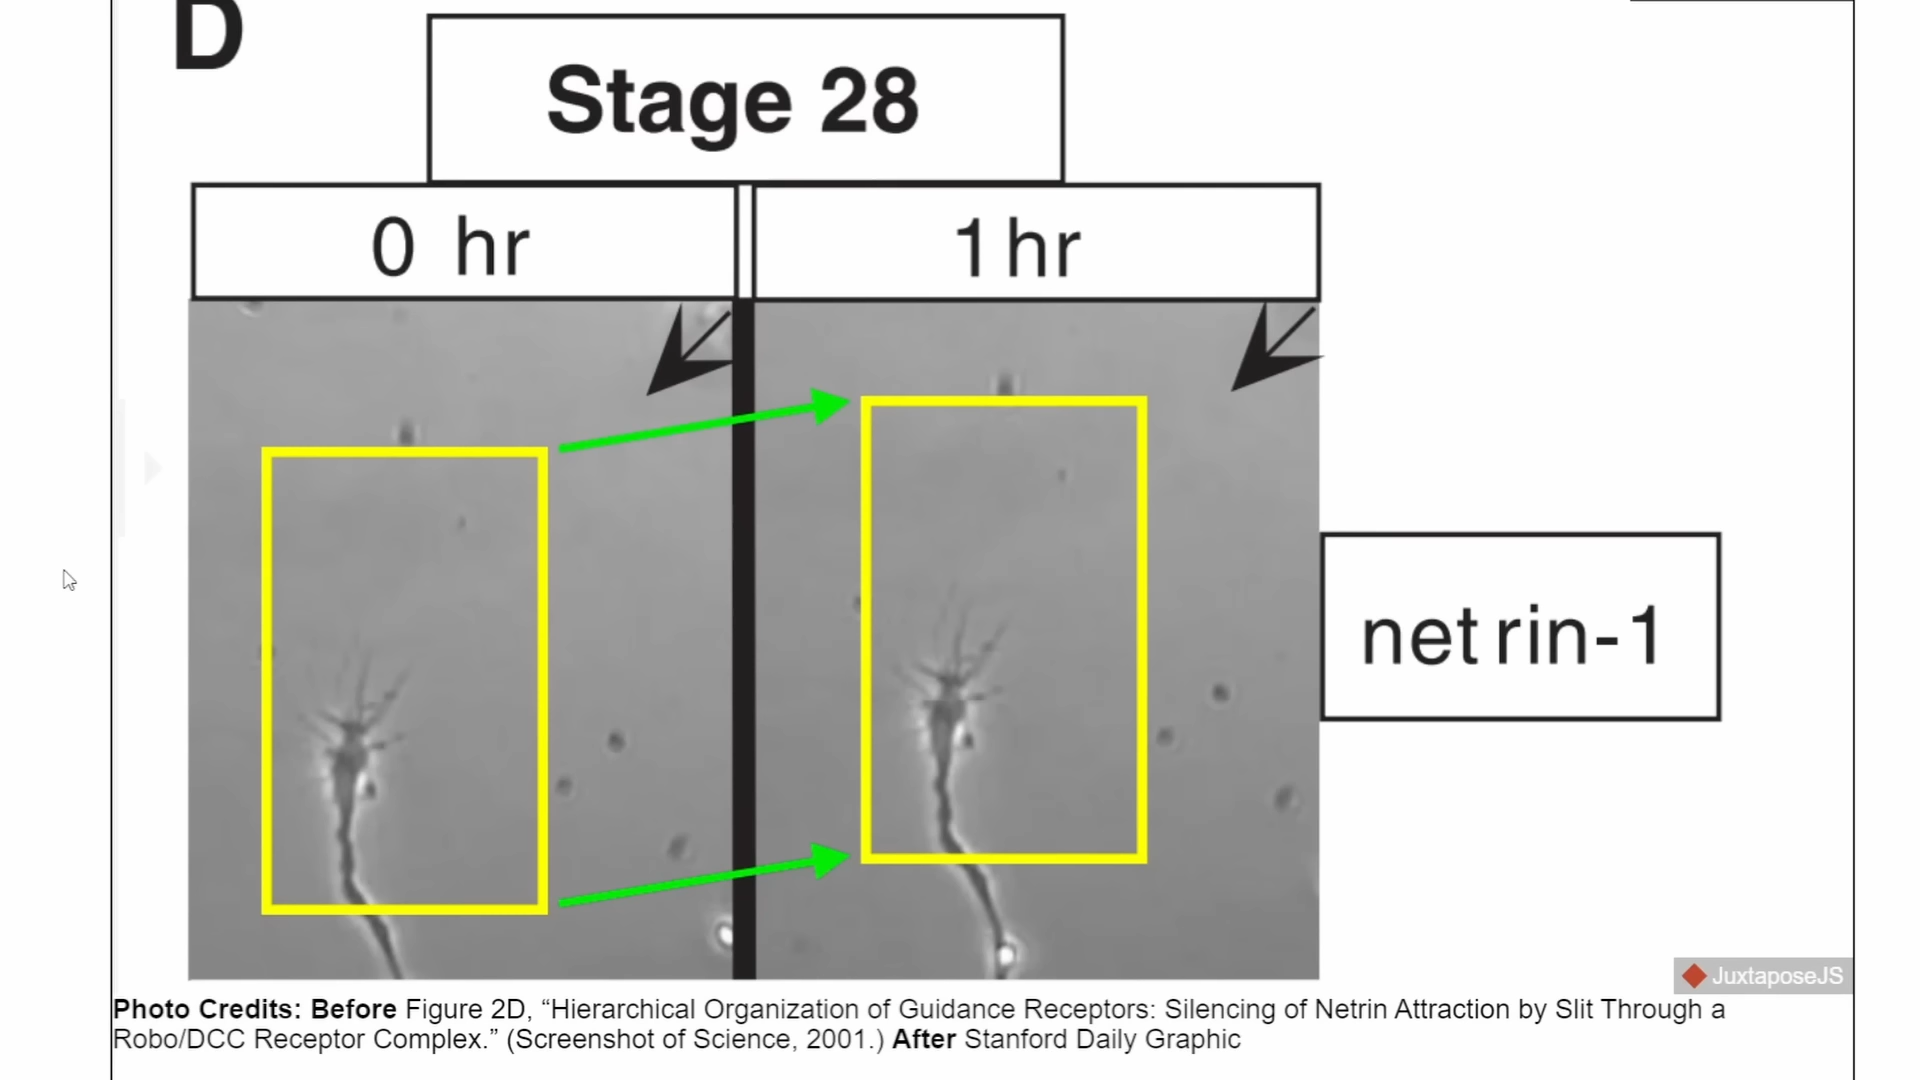 D
Stage 28
0 hr
1 hr
netrin-1
JuxtaposeJS
Photo Credits: Before Figure 2D, “Hierarchical Organization of Guidance Receptors: Silencing of Netrin Attraction by Slit Through a
Robo/DCC Receptor Complex.” (Screenshot of Science, 2001.) After Stanford Daily Graphic